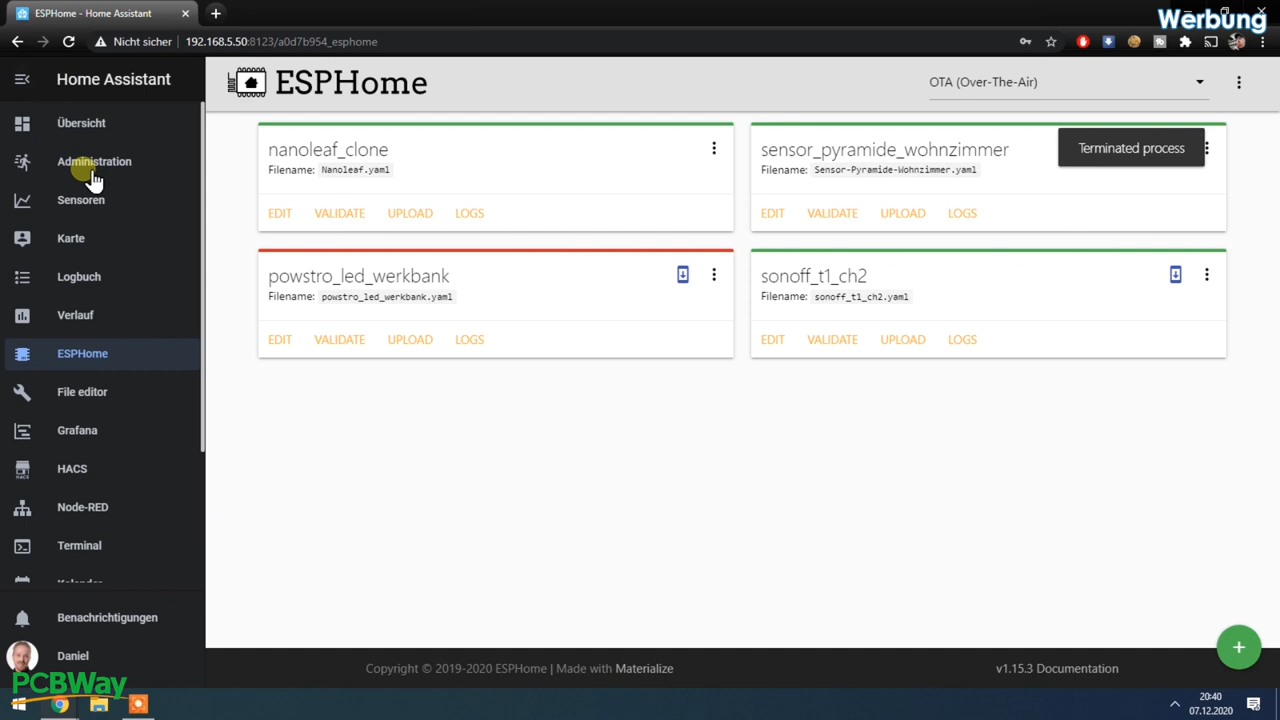 ESPHome - Home Assistant
Werbung
Nicht sicher
192.168.5.50:8123/a0d7b954_esphome
Home Assistant
ESPHome
OTA (Over-The-Air)
Übersicht
Administration
Sensoren
Karte
Logbuch
Verlauf
ESPHome
File editor
Grafana
HACS
Node-RED
Terminal
Kalender
Benachrichtigungen
Daniel
nanoleaf_clone
Filename: Nanoleaf.yaml
EDIT VALIDATE UPLOAD LOGS
sensor_pyramide_wohnzimmer
Filename: Sensor-Pyramide-Wohnzimmer.yaml
EDIT VALIDATE UPLOAD LOGS
Terminated process
powstro_led_werkbank
Filename: powstro_led_werkbank.yaml
EDIT VALIDATE UPLOAD LOGS
sonoff_t1_ch2
Filename: sonoff_t1_ch2.yaml
EDIT VALIDATE UPLOAD LOGS
Copyright © 2019-2020 ESPHome | Made with Materialize
v1.15.3 Documentation
PCBWay
20:40
07.12.2020